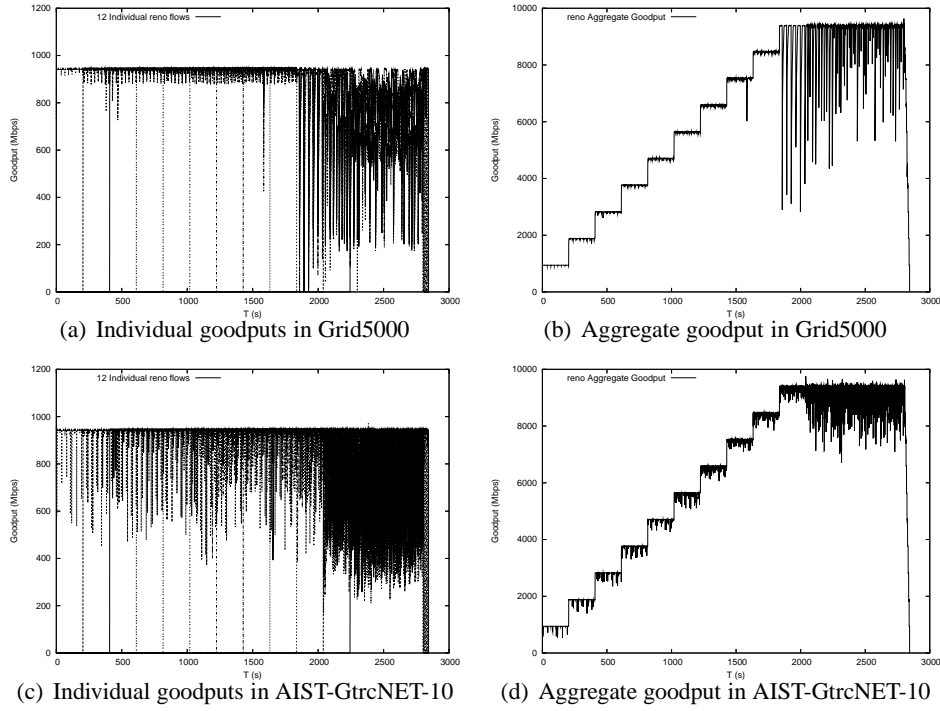 12 Individual reno flows
1200
1000
800
600
400
200
0
Goodput (Mbps)
0 500 1000 1500 2000 2500 3000
T (s)
(a) Individual goodputs in Grid5000
reno Aggregate Goodput
10000
8000
6000
4000
2000
0
Goodput (Mbps)
0 500 1000 1500 2000 2500 3000
T (s)
(b) Aggregate goodput in Grid5000
12 Individual reno flows
1200
1000
800
600
400
200
0
Goodput (Mbps)
0 500 1000 1500 2000 2500 3000
T (s)
(c) Individual goodputs in AIST-GtrcNET-10
reno Aggregate Goodput
10000
8000
6000
4000
2000
0
Goodput (Mbps)
0 500 1000 1500 2000 2500 3000
T (s)
(d) Aggregate goodput in AIST-GtrcNET-10